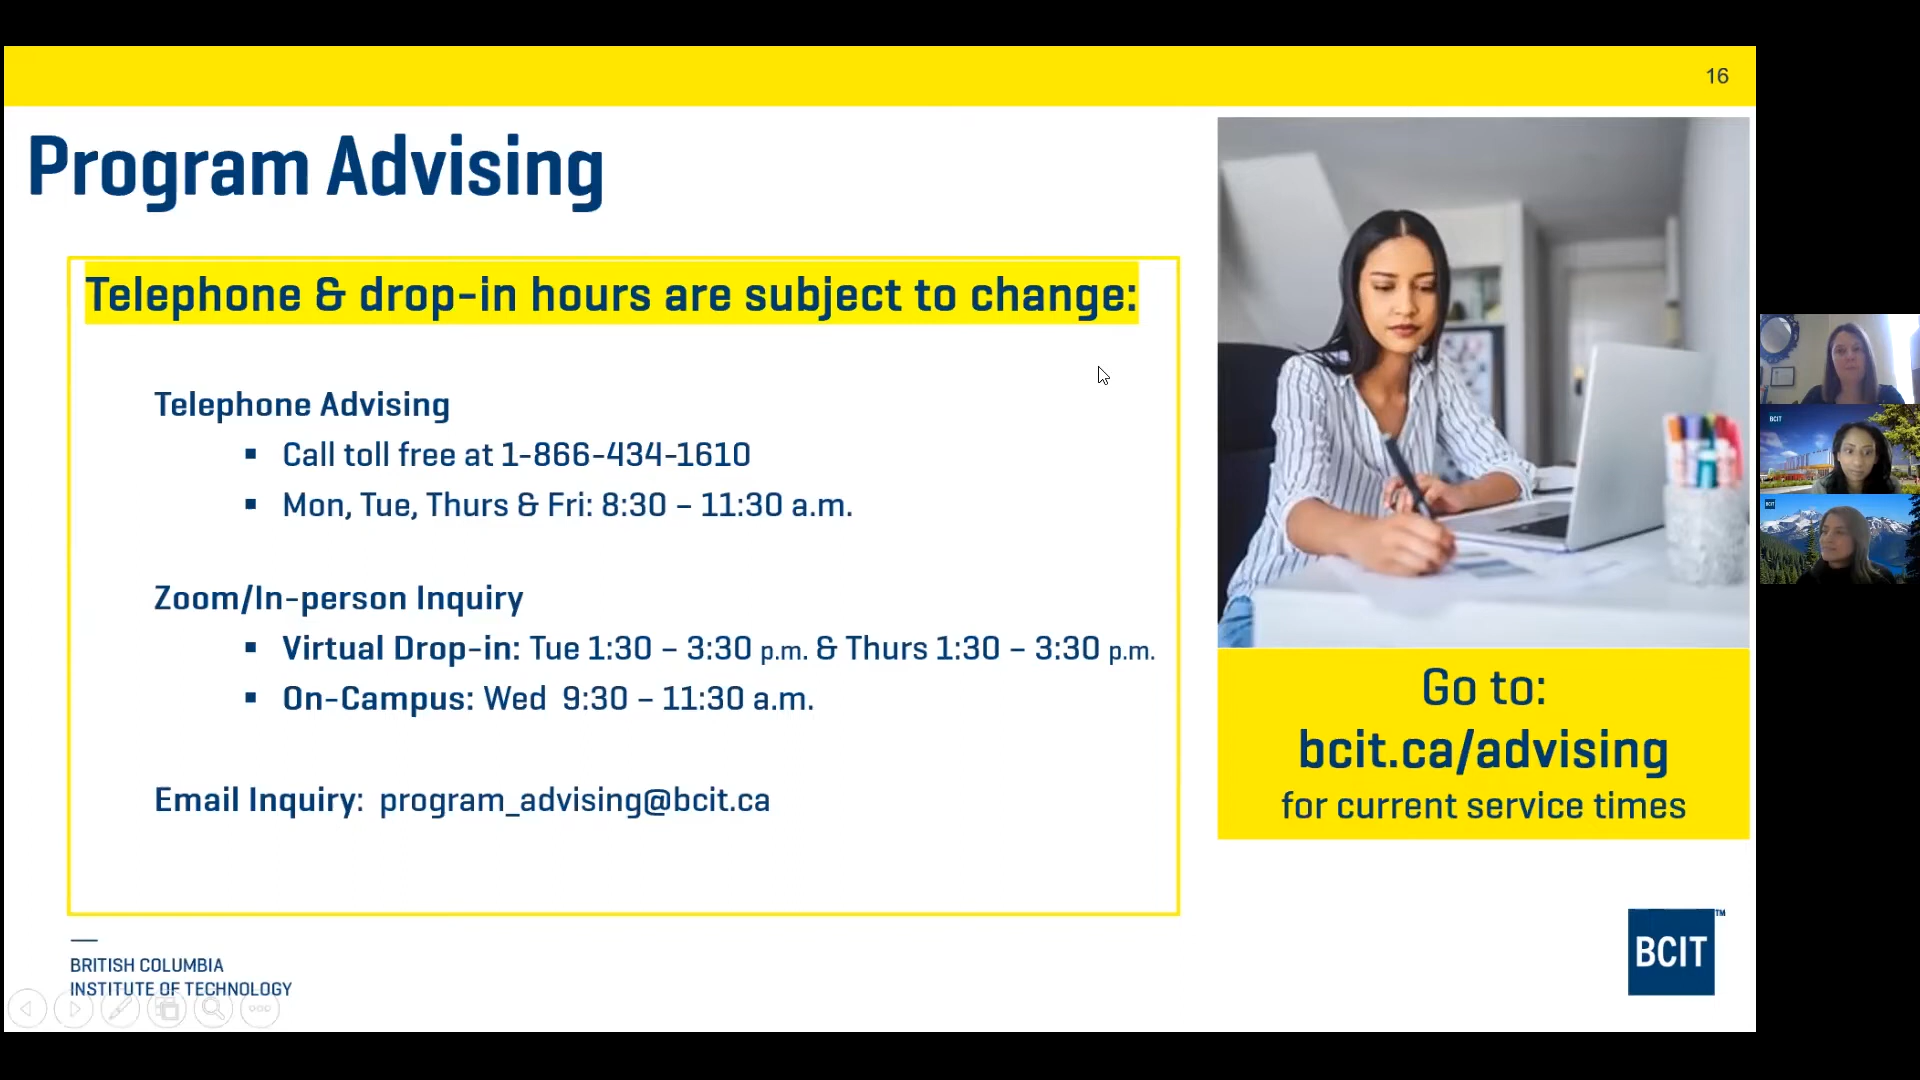 16
Program Advising
Telephone & drop-in hours are subject to change:
Telephone Advising
▪ Call toll free at 1-866-434-1610
▪ Mon, Tue, Thurs & Fri: 8:30 – 11:30 a.m.
Zoom/In-person Inquiry
▪ Virtual Drop-in: Tue 1:30 – 3:30 p.m. & Thurs 1:30 – 3:30 p.m.
▪ On-Campus: Wed 9:30 – 11:30 a.m.
Email Inquiry: program_advising@bcit.ca
Go to:
bcit.ca/advising
for current service times
BRITISH COLUMBIA
INSTITUTE OF TECHNOLOGY
BCIT™
BCIT
BCIT